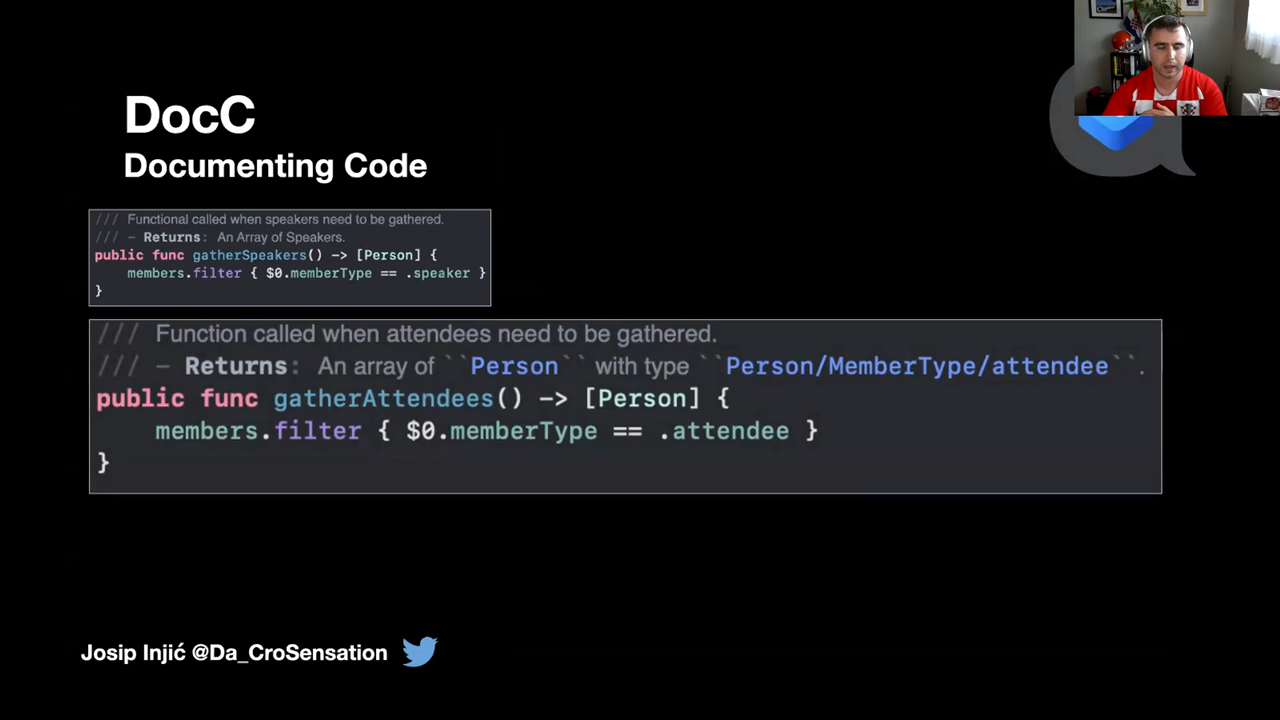 DocC
Documenting Code
/// Functional called when speakers need to be gathered.
/// - Returns: An Array of Speakers.
public func gatherSpeakers() -> [Person] {
members.filter { $0.memberType == .speaker }
}
/// Function called when attendees need to be gathered.
/// - Returns: An array of ``Person`` with type ``Person/MemberType/attendee``.
public func gatherAttendees() -> [Person] {
members.filter { $0.memberType == .attendee }
}
Josip Injić @Da_CroSensation